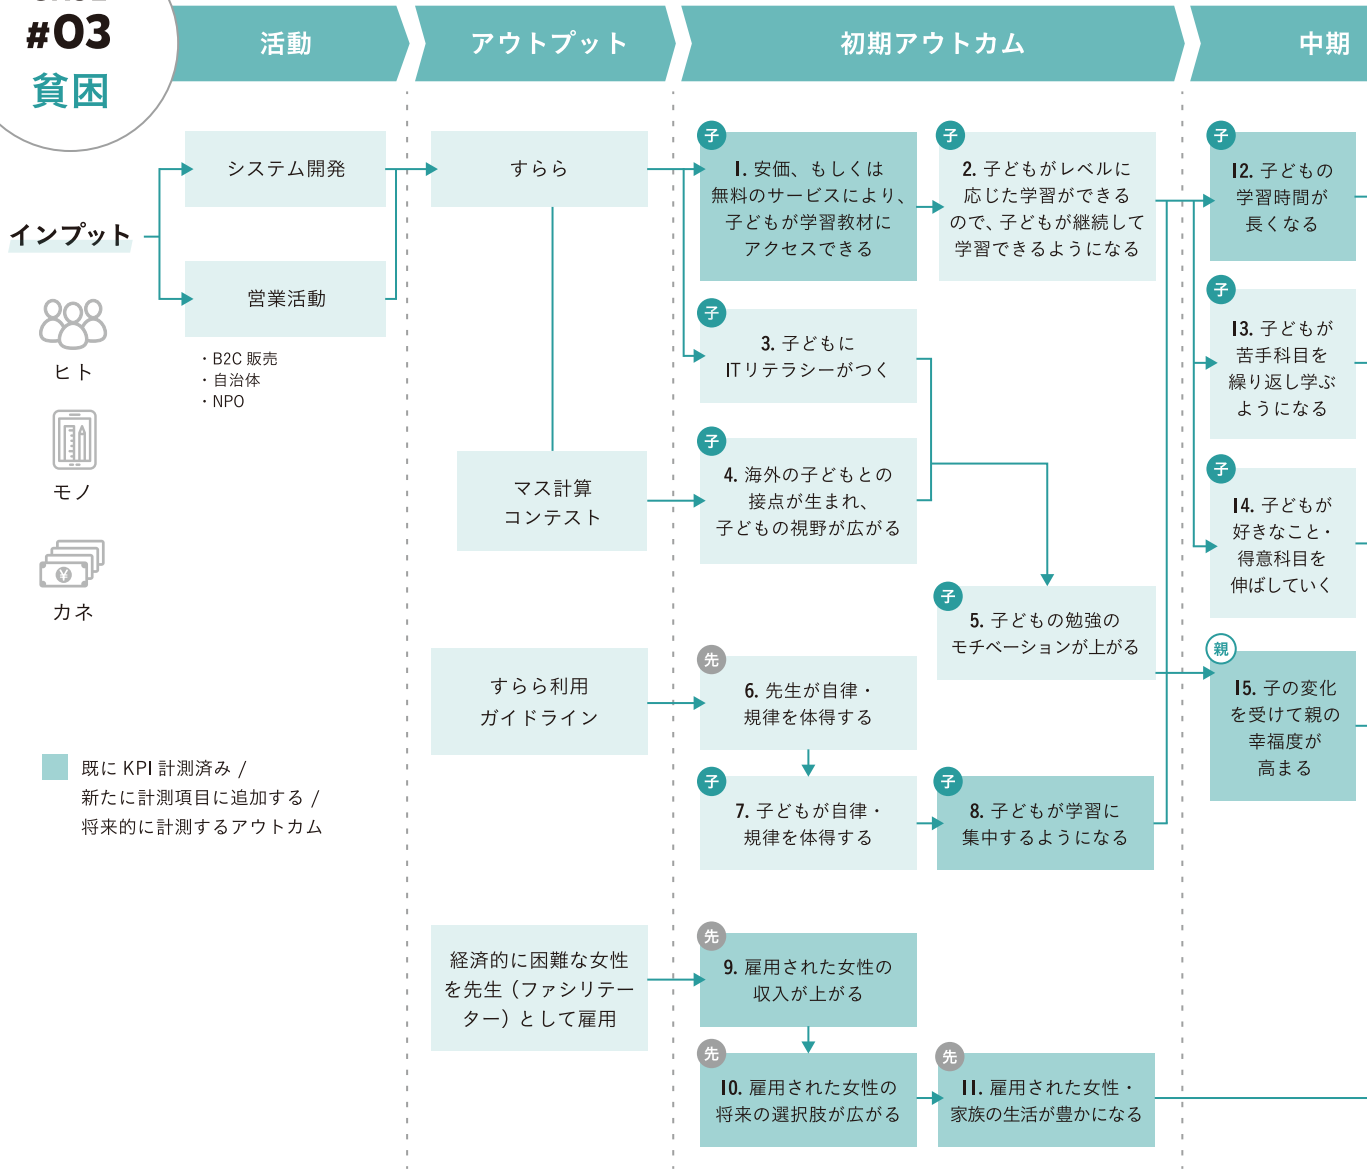 #03
貧困
活動
アウトプット
初期アウトカム
中期
インプット
ヒト
モノ
カネ
システム開発
営業活動
・B2C 販売
・自治体
・NPO
すらら
マス計算
コンテスト
すらら利用
ガイドライン
経済的に困難な女性
を先生（ファシリテー
ター）として雇用
子
1. 安価、もしくは
無料のサービスにより、
子どもが学習教材に
アクセスできる
子
2. 子どもがレベルに
応じた学習ができる
ので、子どもが継続して
学習できるようになる
子
3. 子どもに
ITリテラシーがつく
子
4. 海外の子どもとの
接点が生まれ、
子どもの視野が広がる
子
5. 子どもの勉強の
モチベーションが上がる
先
6. 先生が自律・
規律を体得する
子
7. 子どもが自律・
規律を体得する
子
8. 子どもが学習に
集中するようになる
先
9. 雇用された女性の
収入が上がる
先
10. 雇用された女性の
将来の選択肢が広がる
先
11. 雇用された女性・
家族の生活が豊かになる
子
12. 子どもの
学習時間が
長くなる
子
13. 子どもが
苦手科目を
繰り返し学ぶ
ようになる
子
14. 子どもが
好きなこと・
得意科目を
伸ばしていく
親
15. 子の変化
を受けて親の
幸福度が
高まる
既に KPI 計測済み /
新たに計測項目に追加する /
将来的に計測するアウトカム